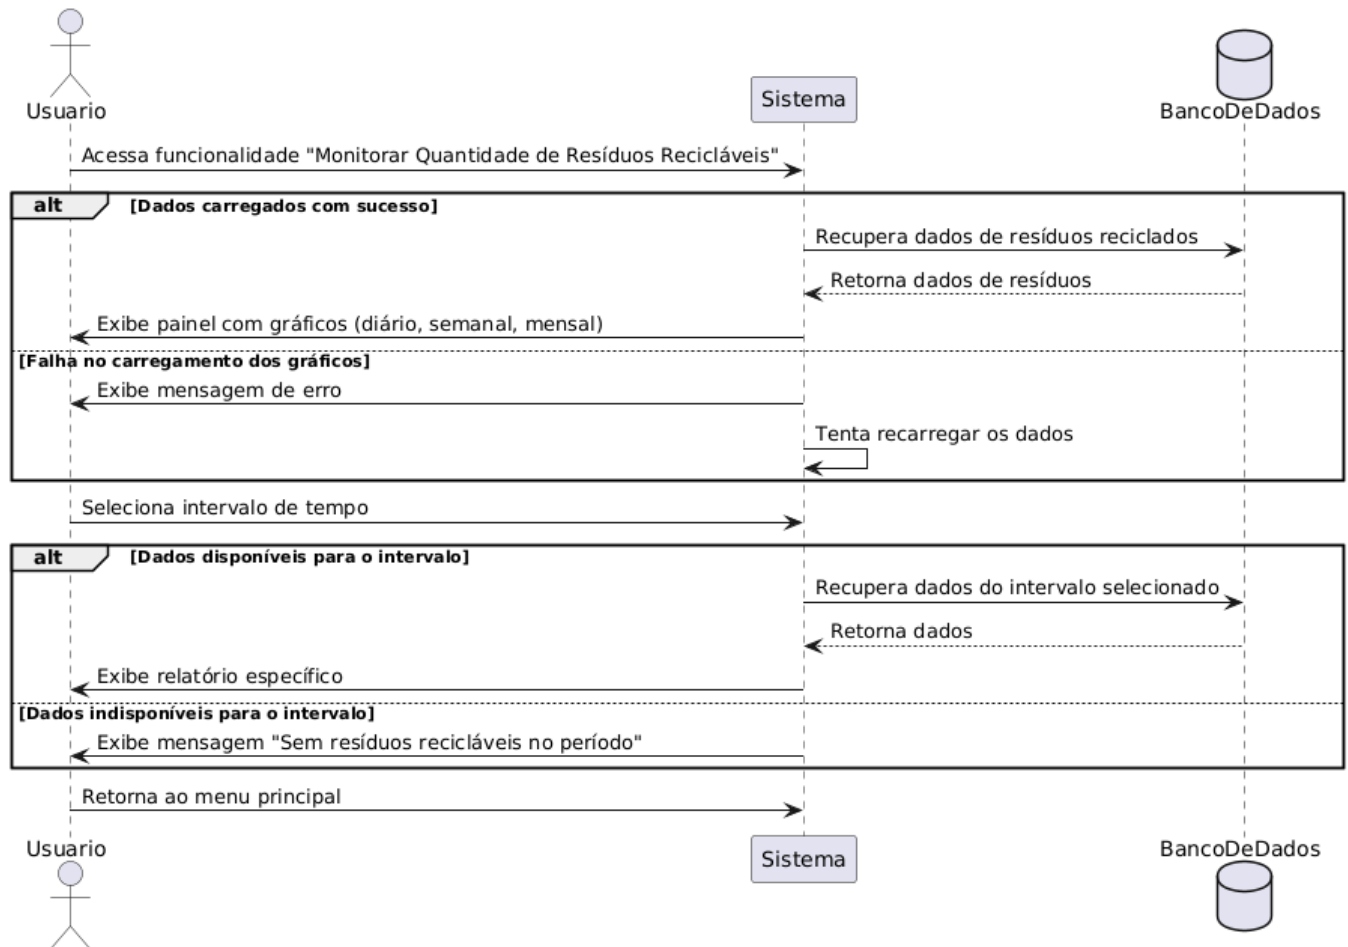 Usuario
Sistema
BancoDeDados
Acessa funcionalidade "Monitorar Quantidade de Resíduos Recicláveis"
alt
[Dados carregados com sucesso]
Recupera dados de resíduos reciclados
Retorna dados de resíduos
Exibe painel com gráficos (diário, semanal, mensal)
[Falha no carregamento dos gráficos]
Exibe mensagem de erro
Tenta recarregar os dados
Seleciona intervalo de tempo
alt
[Dados disponíveis para o intervalo]
Recupera dados do intervalo selecionado
Retorna dados
Exibe relatório específico
[Dados indisponíveis para o intervalo]
Exibe mensagem "Sem resíduos recicláveis no período"
Retorna ao menu principal
Usuario
Sistema
BancoDeDados